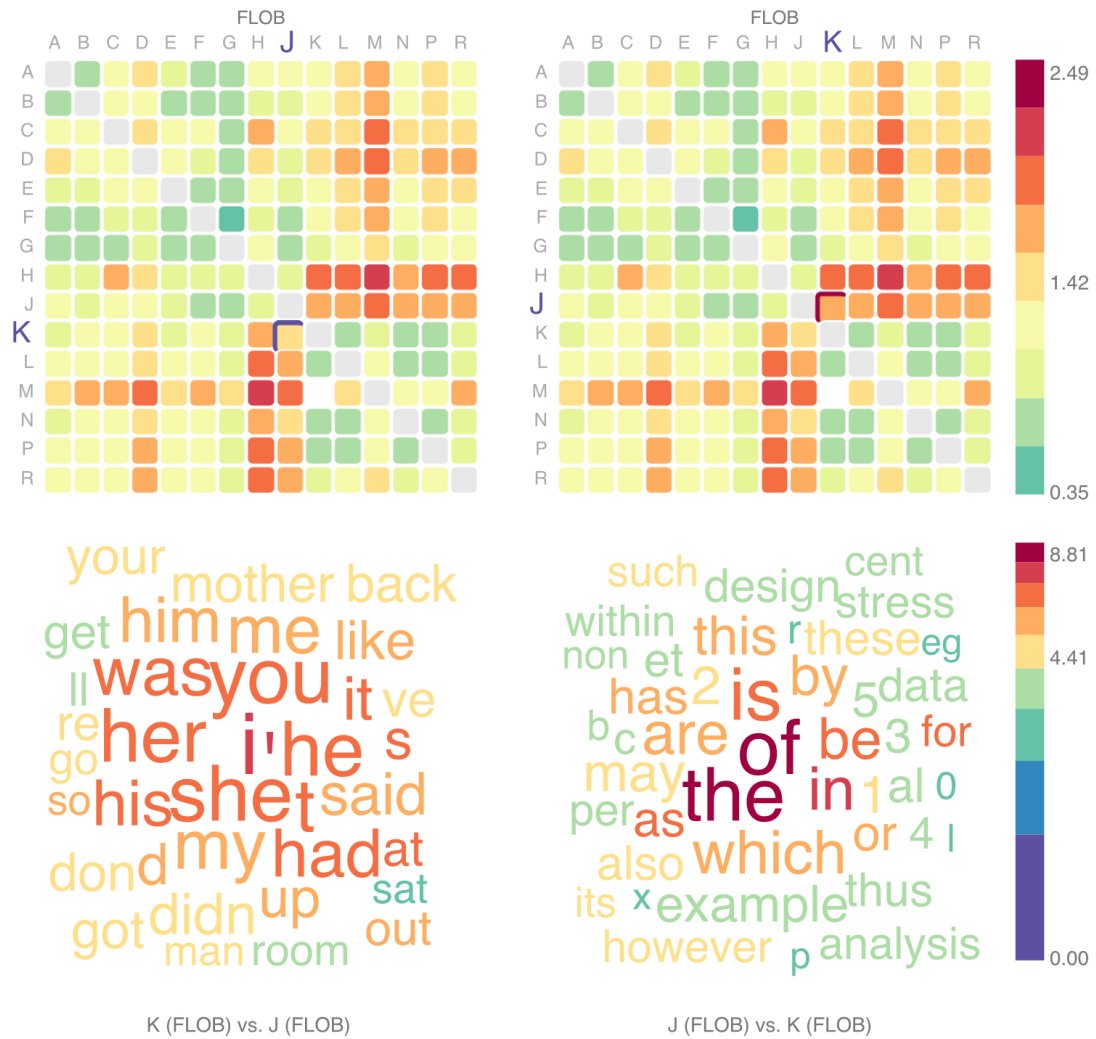 FLOB FLOB
A B C D E F G H J K L M N P R A B C D E F G H J K L M N P R
A A 2.49
B B
C C
D D
E E
F F
G G
H H 1.42
J J
K K
L L
M M
N N
P P
R R 0.35
your such cent 8.81
mother back design stress
get him me like within this r these eg
was you non et by 4.41
ll it ve has 2 is 5 data
re her i ' he s b c are of be 3 for
go may the in 1 al 0
so his she t said per as
my had at which or 4 l
don d sat also
got didn up its x example thus
man room out however p analysis 0.00
K (FLOB) vs. J (FLOB) J (FLOB) vs. K (FLOB)